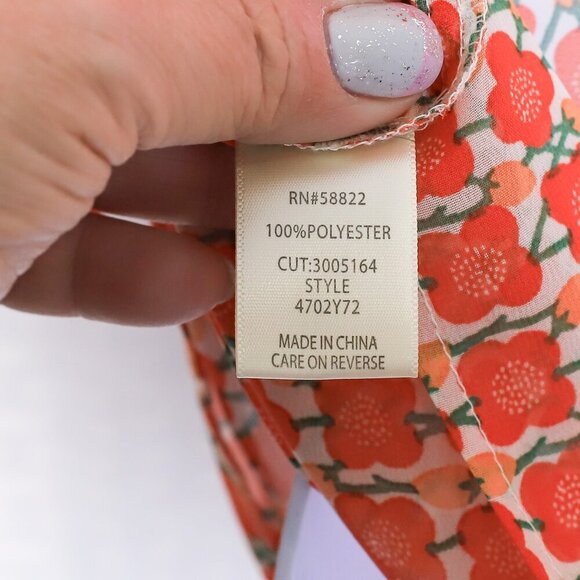 RN#58822
100%POLYESTER
CUT:3005164
STYLE
4702Y72
MADE IN CHINA
CARE ON REVERSE